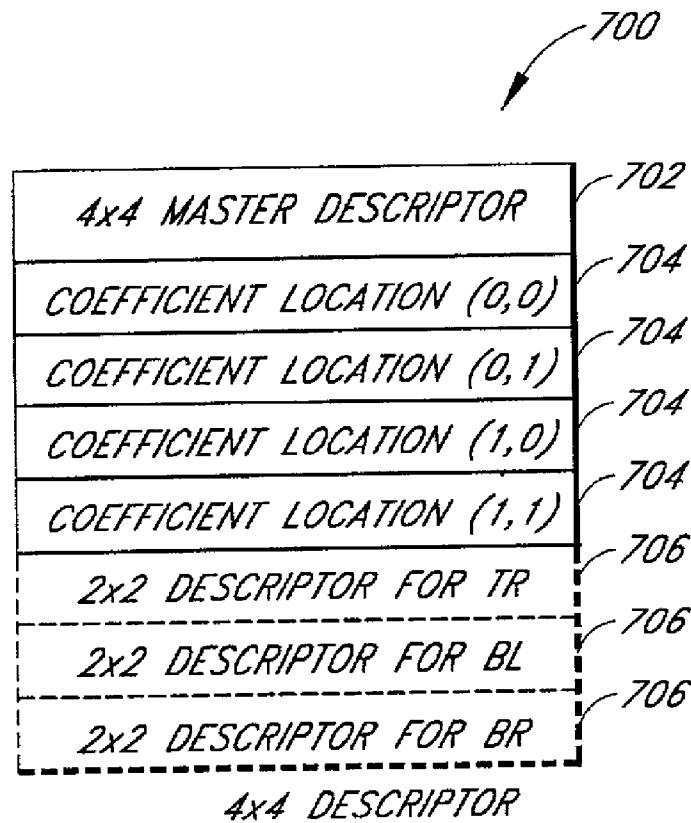 700
4x4 MASTER DESCRIPTOR 702
COEFFICIENT LOCATION (0,0) 704
COEFFICIENT LOCATION (0,1) 704
COEFFICIENT LOCATION (1,0) 704
COEFFICIENT LOCATION (1,1) 704
2x2 DESCRIPTOR FOR TR 706
2x2 DESCRIPTOR FOR BL 706
2x2 DESCRIPTOR FOR BR 706
4x4 DESCRIPTOR